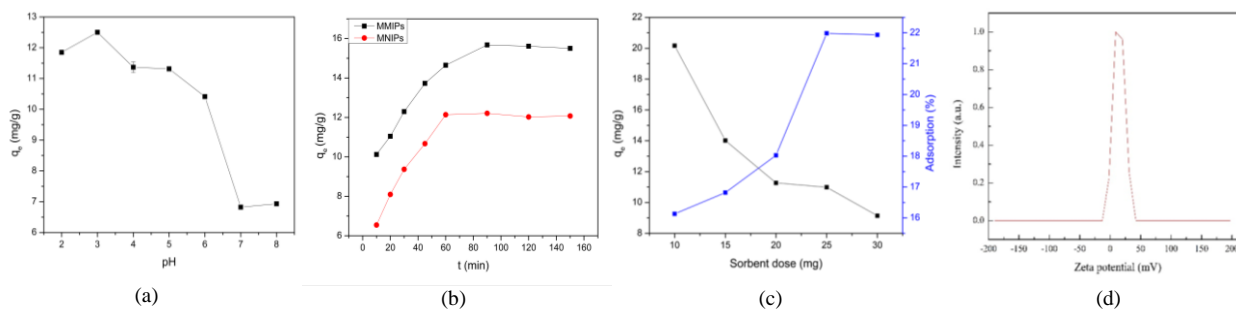 13
12
11
10
9
8
7
6
2 3 4 5 6 7 8
qe (mg/g)
pH
(a)
MMIPs
MNIPs
18
16
14
12
10
8
6
0 20 40 60 80 100 120 140 160
qe (mg/g)
t (min)
(b)
22
20
18
16
14
12
10
8
6
10 15 20 25 30
qe (mg/g)
Sorbent dose (mg)
22
21
20
19
18
17
16
Adsorption (%)
(c)
1.0
0.8
0.6
0.4
0.2
0.0
-200 -150 -100 -50 0 50 100 150 200
Intensity (a.u.)
Zeta potential (mV)
(d)